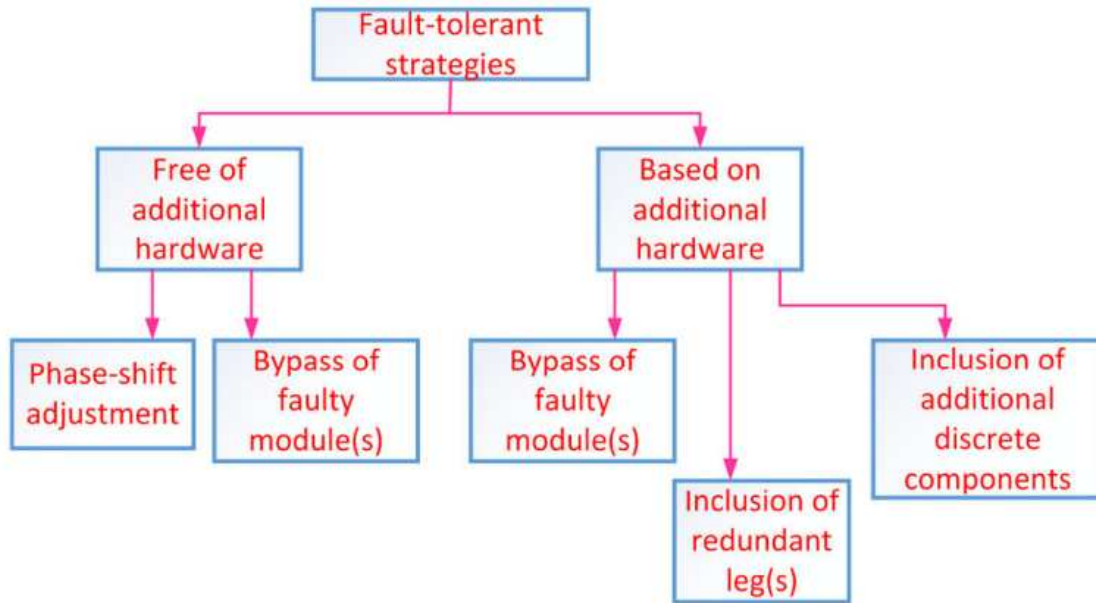 Fault-tolerant
strategies
Free of
additional
hardware
Based on
additional
hardware
Phase-shift
adjustment
Bypass of
faulty
module(s)
Bypass of
faulty
module(s)
Inclusion of
redundant
leg(s)
Inclusion of
additional
discrete
components